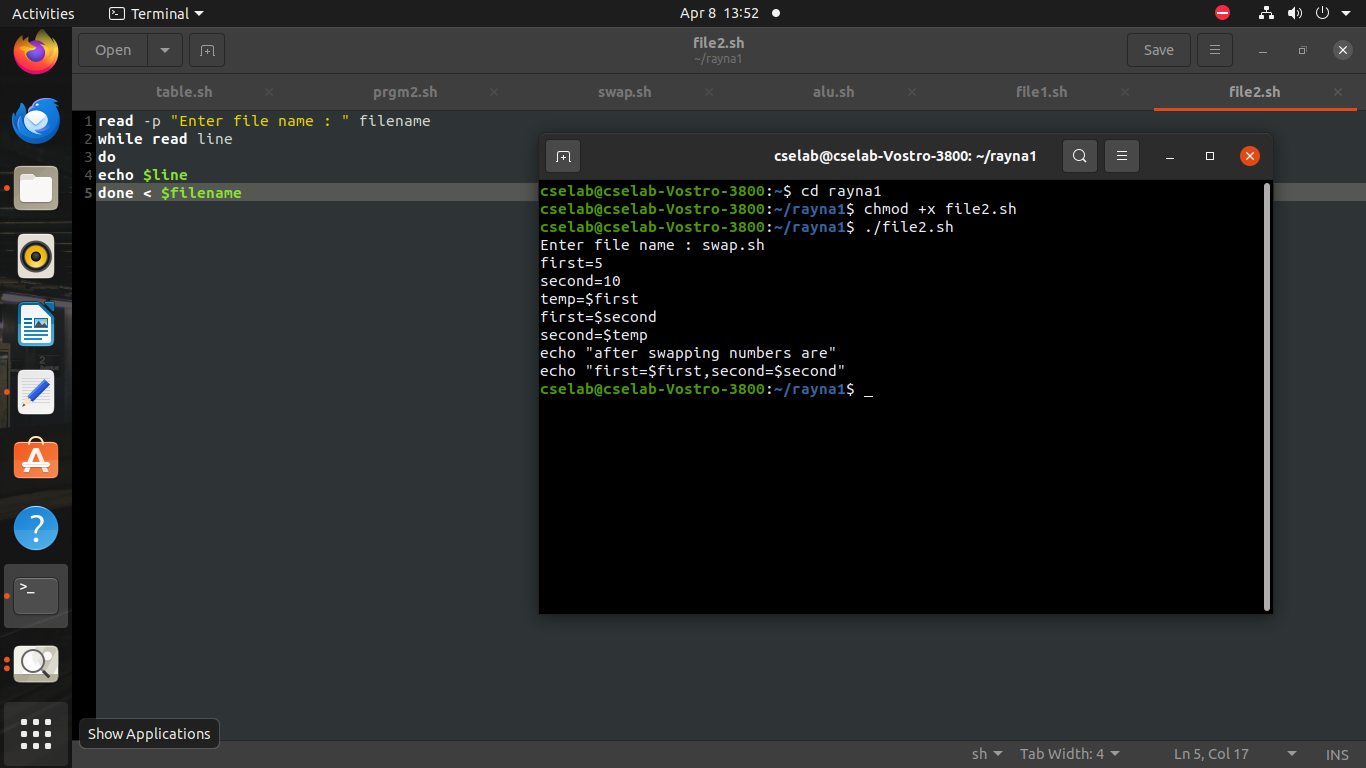 Activities Terminal Apr 8 13:52
Open file2.sh Save
~/rayna1
table.sh prgm2.sh swap.sh alu.sh file1.sh file2.sh
1 read -p "Enter file name : " filename
2 while read line
3 do
4 echo $line
5 done < $filename
cselab@cselab-Vostro-3800: ~/rayna1
cselab@cselab-Vostro-3800:~$ cd rayna1
cselab@cselab-Vostro-3800:~/rayna1$ chmod +x file2.sh
cselab@cselab-Vostro-3800:~/rayna1$ ./file2.sh
Enter file name : swap.sh
first=5
second=10
temp=$first
first=$second
second=$temp
echo "after swapping numbers are"
echo "first=$first,second=$second"
cselab@cselab-Vostro-3800:~/rayna1$ _
Show Applications
sh Tab Width: 4 Ln 5, Col 17 INS